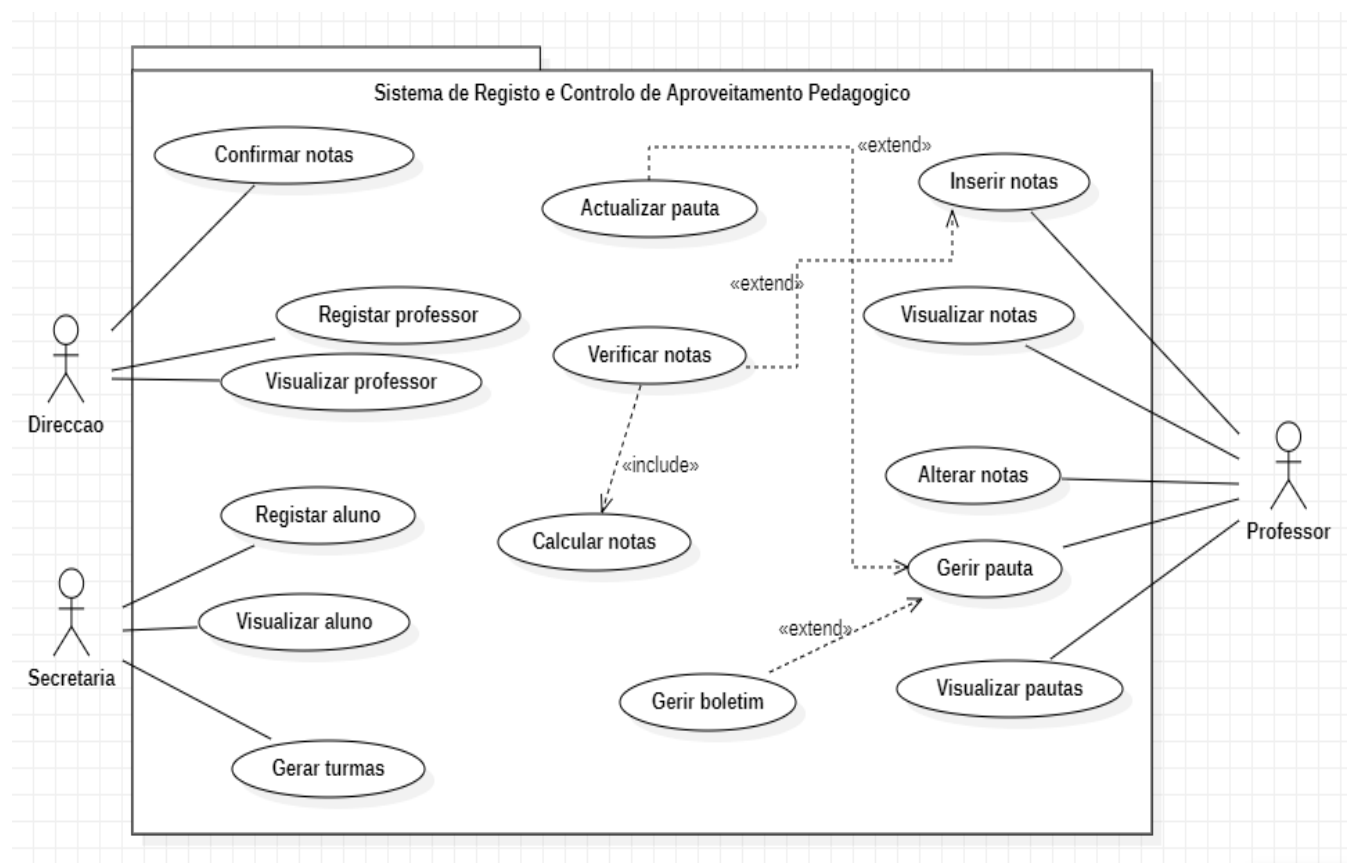 Sistema de Registo e Controlo de Aproveitamento Pedagogico
Confirmar notas
«extend»
Inserir notas
Actualizar pauta
«extend»
Registar professor
Visualizar notas
Verificar notas
Visualizar professor
Direccao
«include»
Alterar notas
Registar aluno
Professor
Calcular notas
Gerir pauta
Visualizar aluno
«extend»
Secretaria
Visualizar pautas
Gerir boletim
Gerar turmas